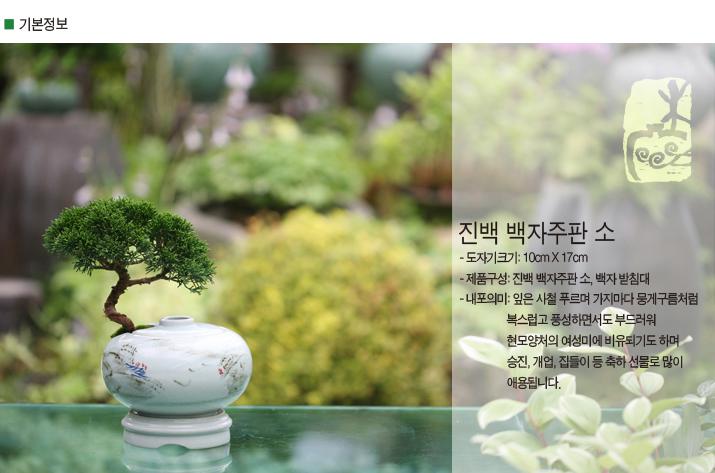 기본정보
진백 백자주판 소
- 도자기크기: 10cm X 17cm
- 제품구성: 진백 백자주판 소, 백자 받침대
- 내포의미: 잎은 사철 푸르며 가지마다 뭉게구름처럼
복스럽고 풍성하면서도 부드러워
현모양처의 여성미에 비유되기도 하며
승진, 개업, 집들이 등 축하 선물로 많이
애용됩니다.